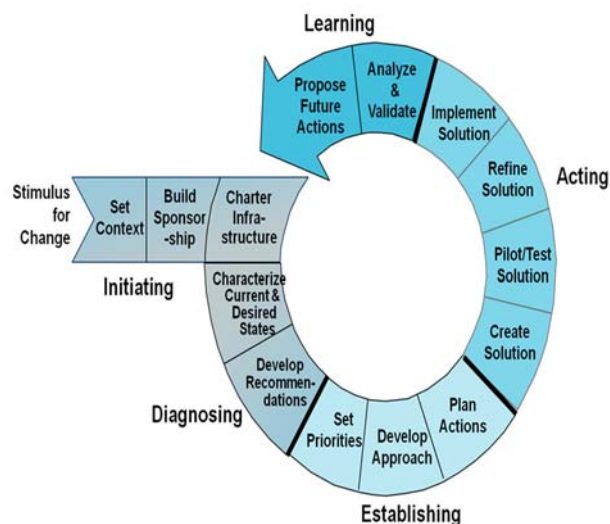 Learning
Propose
Future
Actions
Analyze
&
Validate
Implement
Solution
Refine
Solution
Acting
Pilot/Test
Solution
Create
Solution
Stimulus
for
Change
Set
Context
Build
Sponsor
-ship
Charter
Infra-
structure
Initiating
Characterize
Current &
Desired
States
Develop
Recommen-
dations
Diagnosing
Set
Priorities
Develop
Approach
Plan
Actions
Establishing